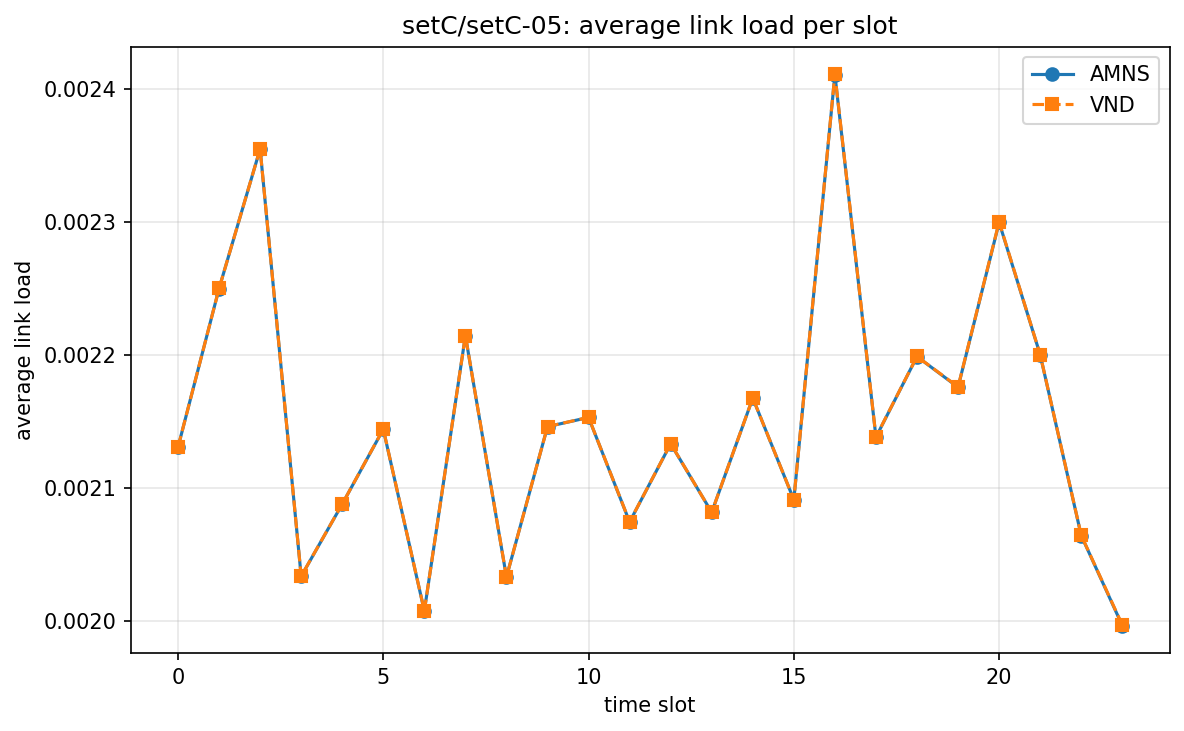 setC/setC-05: average link load per slot
AMNS
VND
average link load
0.0024
0.0023
0.0022
0.0021
0.0020
0 5 10 15 20
time slot